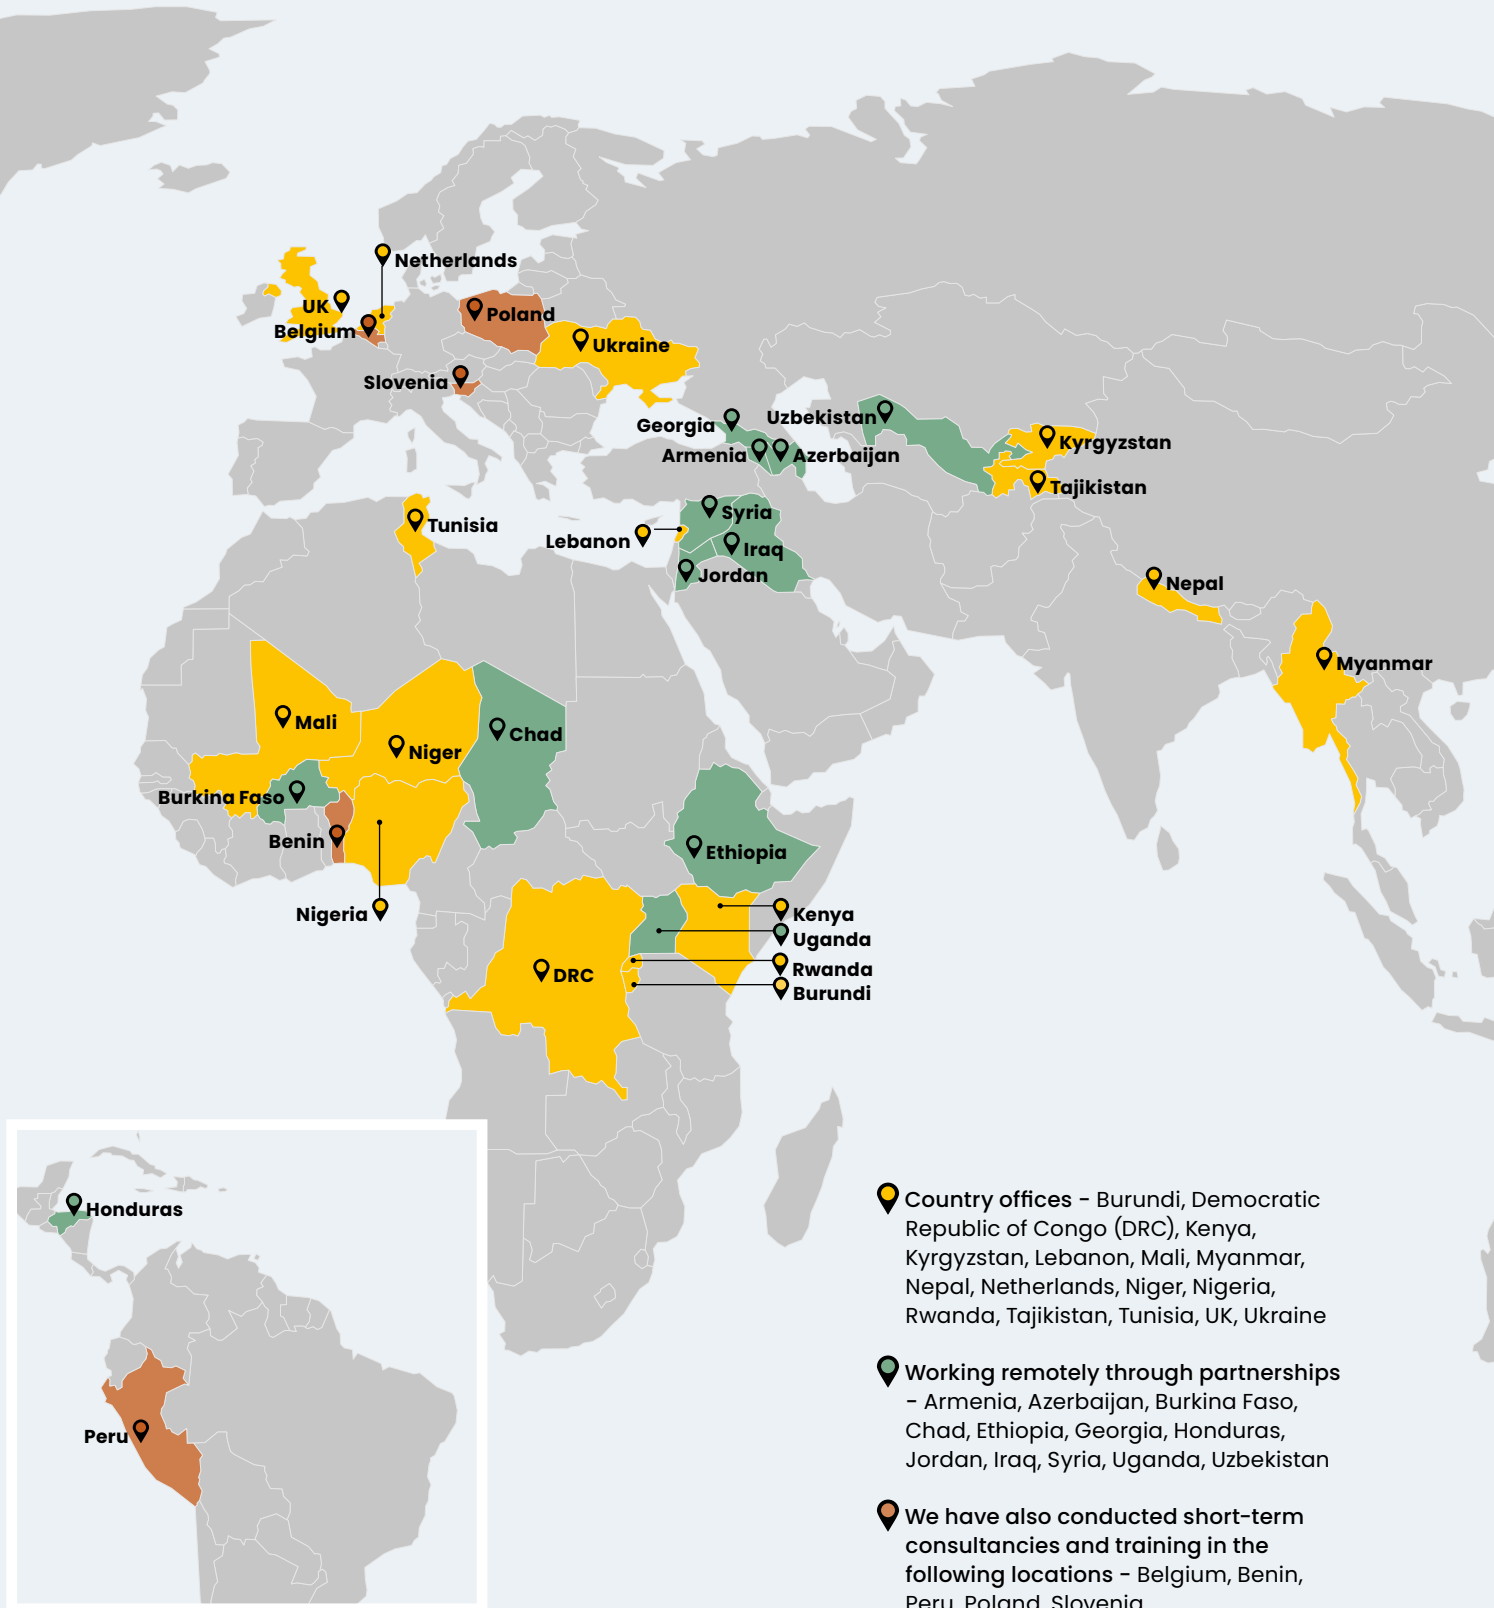 Netherlands
UK
Belgium
Poland
Ukraine
Slovenia
Georgia
Uzbekistan
Armenia
Azerbaijan
Kyrgyzstan
Tajikistan
Tunisia
Syria
Lebanon
Iraq
Jordan
Nepal
Myanmar
Mali
Niger
Chad
Burkina Faso
Benin
Ethiopia
Nigeria
Kenya
Uganda
DRC
Rwanda
Burundi
Honduras
Peru
Country offices - Burundi, Democratic
Republic of Congo (DRC), Kenya,
Kyrgyzstan, Lebanon, Mali, Myanmar,
Nepal, Netherlands, Niger, Nigeria,
Rwanda, Tajikistan, Tunisia, UK, Ukraine
Working remotely through partnerships
- Armenia, Azerbaijan, Burkina Faso,
Chad, Ethiopia, Georgia, Honduras,
Jordan, Iraq, Syria, Uganda, Uzbekistan
We have also conducted short-term
consultancies and training in the
following locations - Belgium, Benin,
Peru, Poland, Slovenia